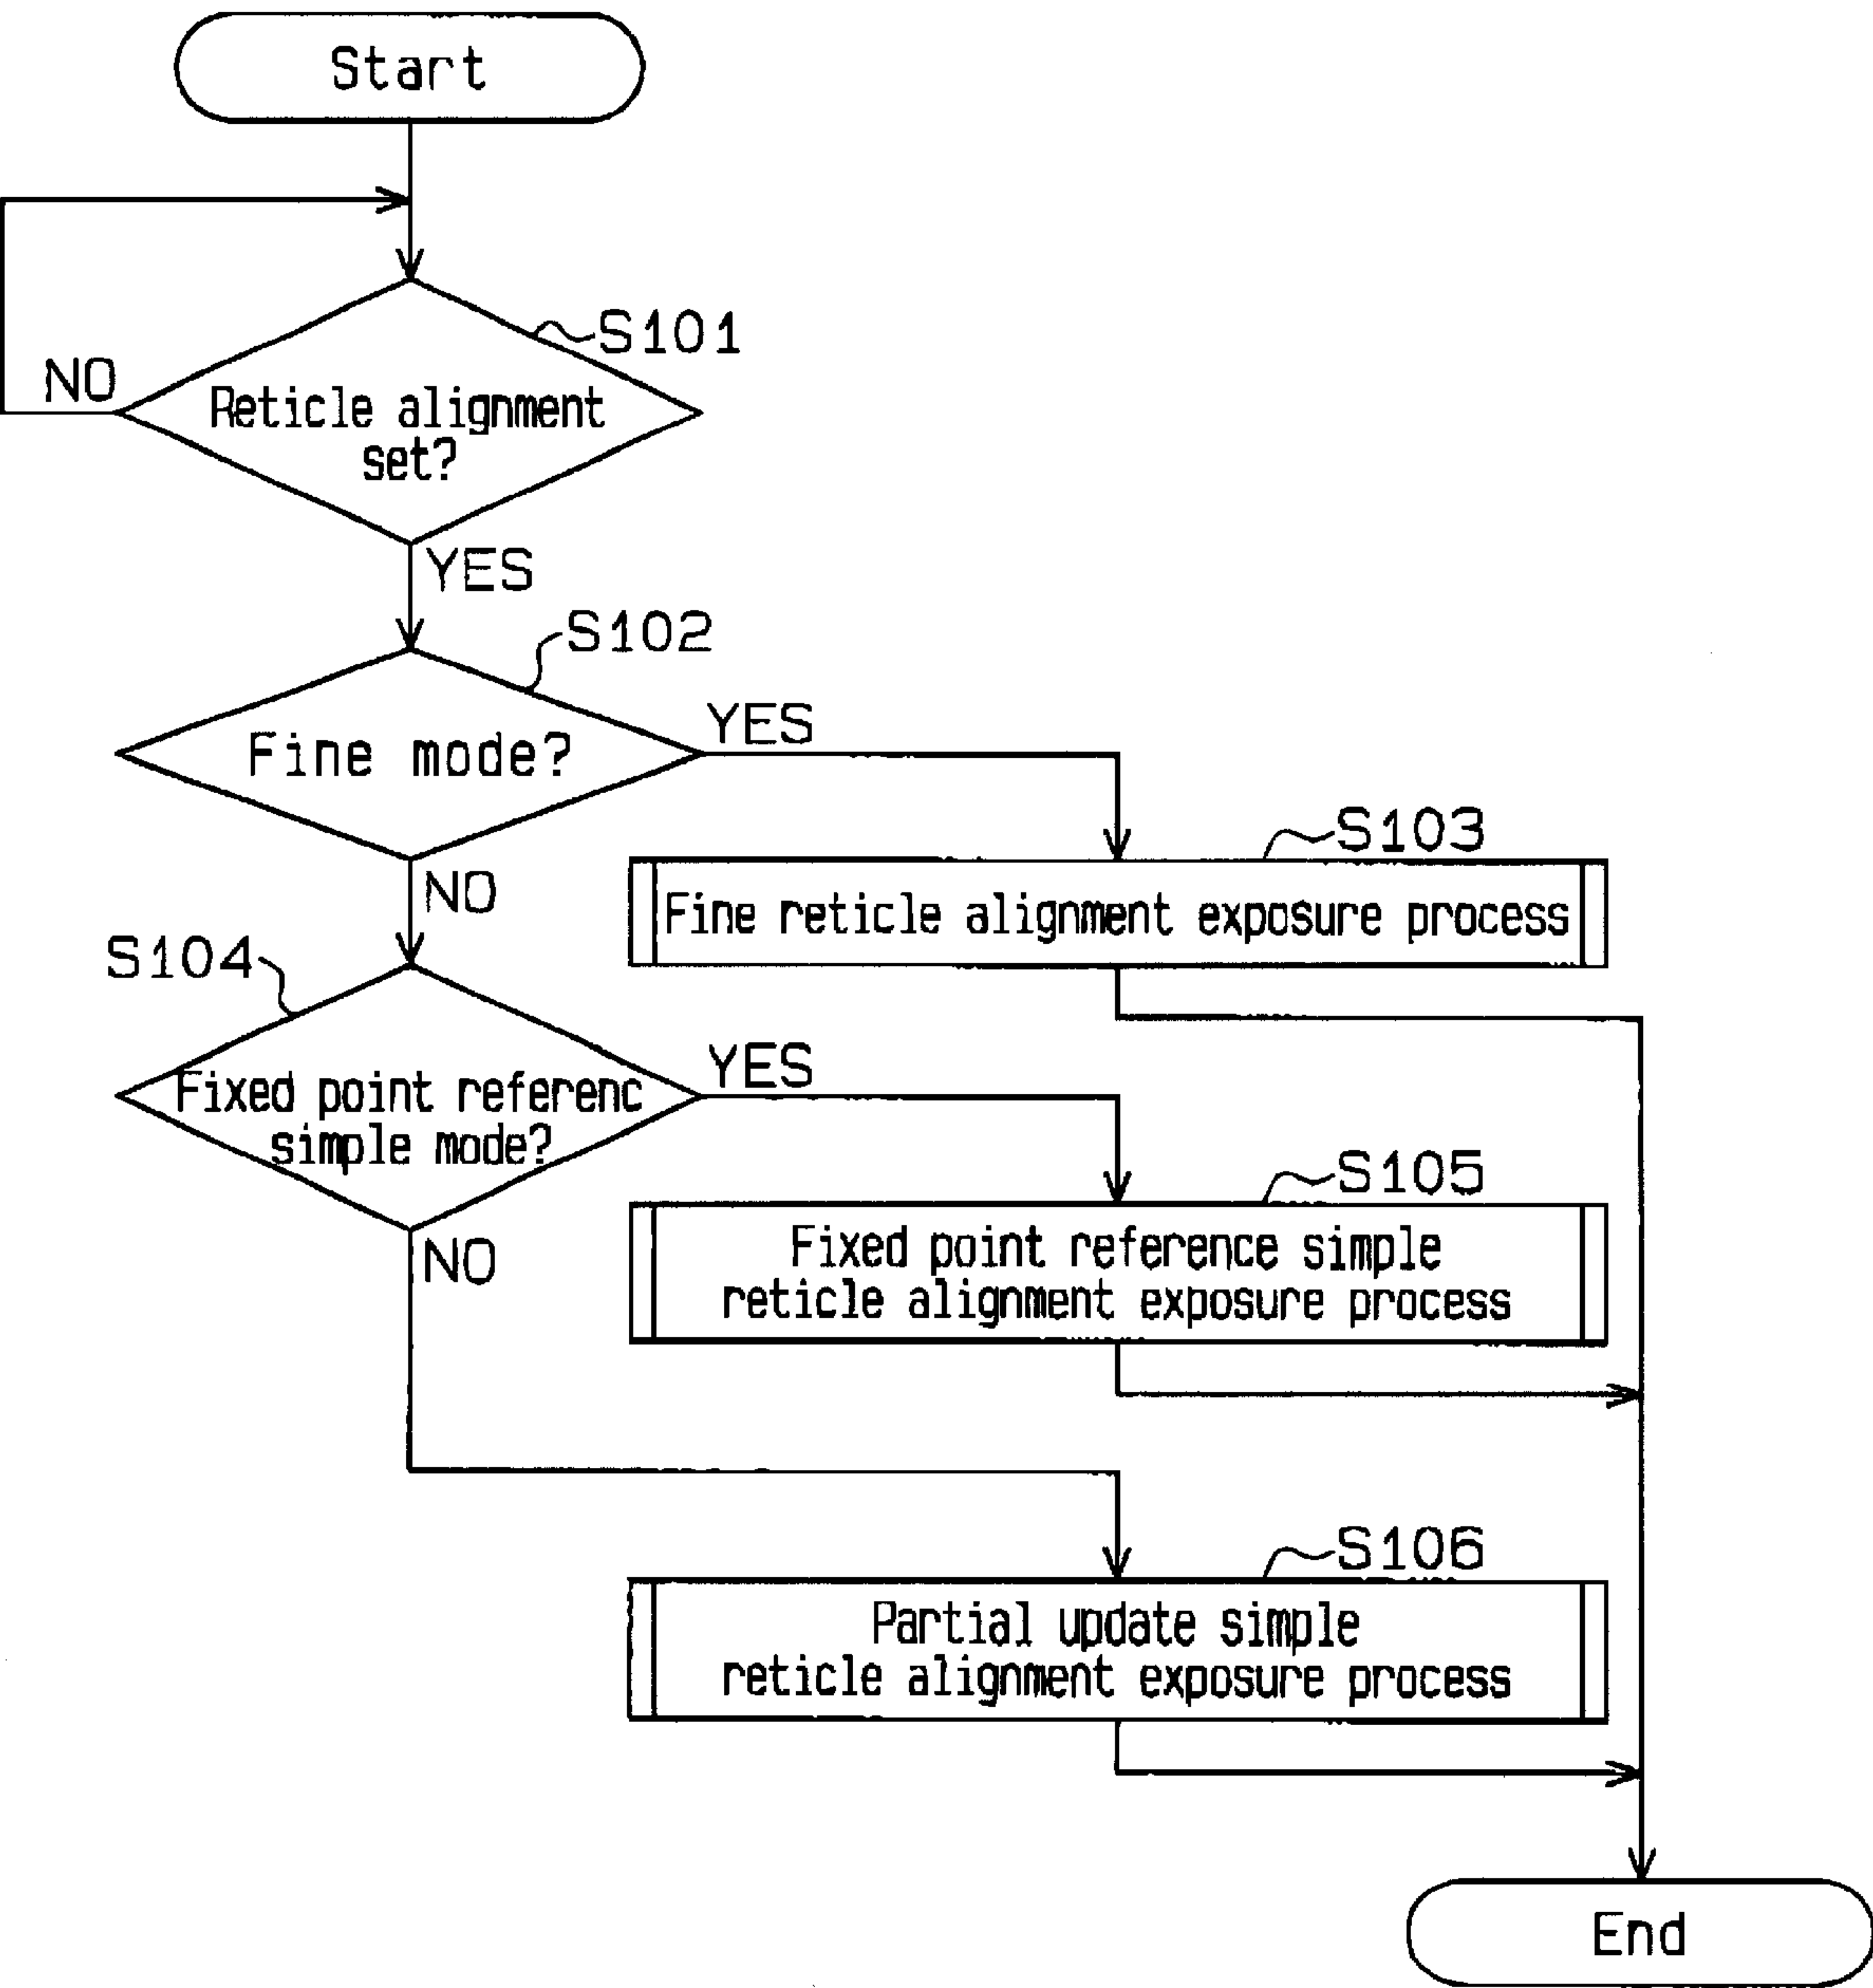 Start
S101
NO
Reticle alignment
set?
YES
S102
YES
Fine mode?
S103
NO
Fine reticle alignment exposure process
S104
YES
Fixed point referenc
simple mode?
S105
NO
Fixed point reference simple
reticle alignment exposure process
S106
Partial update simple
reticle alignment exposure process
End